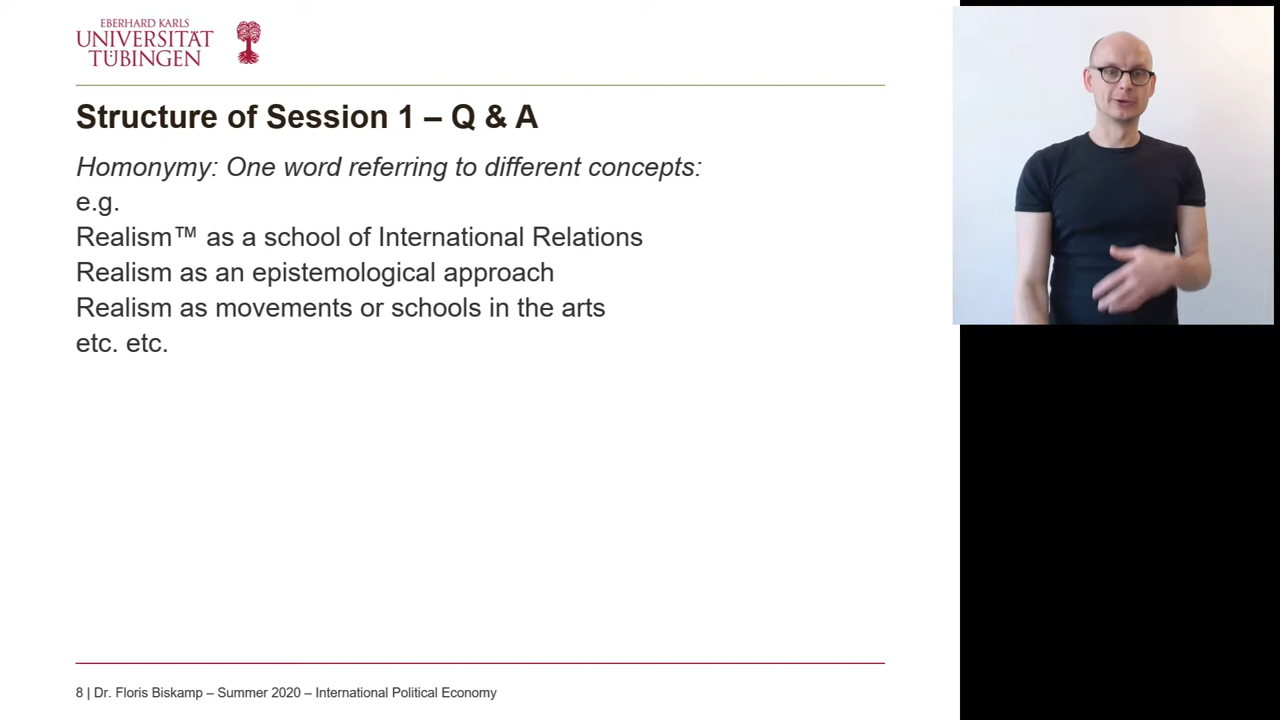 EBERHARD KARLS
UNIVERSITÄT
TÜBINGEN
Structure of Session 1 – Q & A
Homonymy: One word referring to different concepts:
e.g.
Realism™ as a school of International Relations
Realism as an epistemological approach
Realism as movements or schools in the arts
etc. etc.
8 | Dr. Floris Biskamp – Summer 2020 – International Political Economy